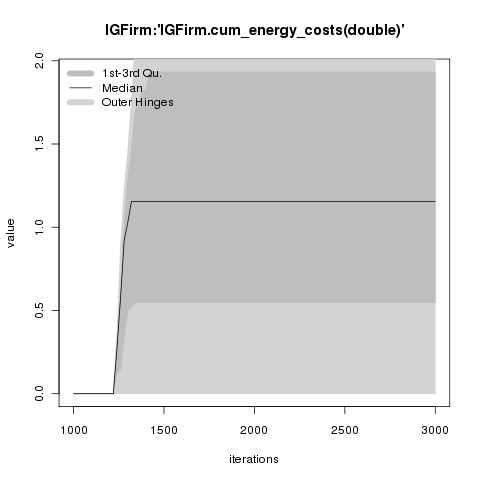 IGFirm:'IGFirm.cum_energy_costs(double)'
1st-3rd Qu.
Median
Outer Hinges
value
2.0
1.5
1.0
0.5
0.0
1000 1500 2000 2500 3000
iterations